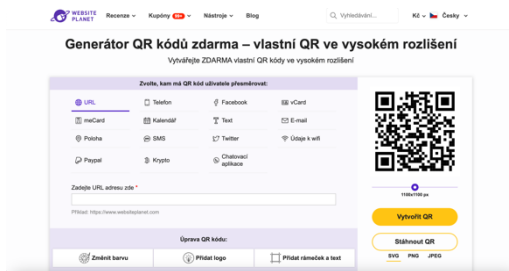 WEBSITE PLANET
Recenze
Kupóny 99+
Nástroje
Blog
Vyhledávání...
Kč
Česky
Generátor QR kódů zdarma – vlastní QR ve vysokém rozlišení
Vytvářejte ZDARMA vlastní QR kódy ve vysokém rozlišení
Zvolte, kam má QR kód uživatele přesměrovat:
URL
Telefon
Facebook
vCard
meCard
Kalendář
Text
E-mail
Poloha
SMS
Twitter
Údaje k wifi
Paypal
Krypto
Chatovací aplikace
Zadejte URL adresu zde *
Příklad: https://www.websiteplanet.com
1100x1100 px
Vytvořit QR
Úprava QR kódu:
Stáhnout QR
Změnit barvu
Přidat logo
Přidat rámeček a text
SVG PNG JPEG